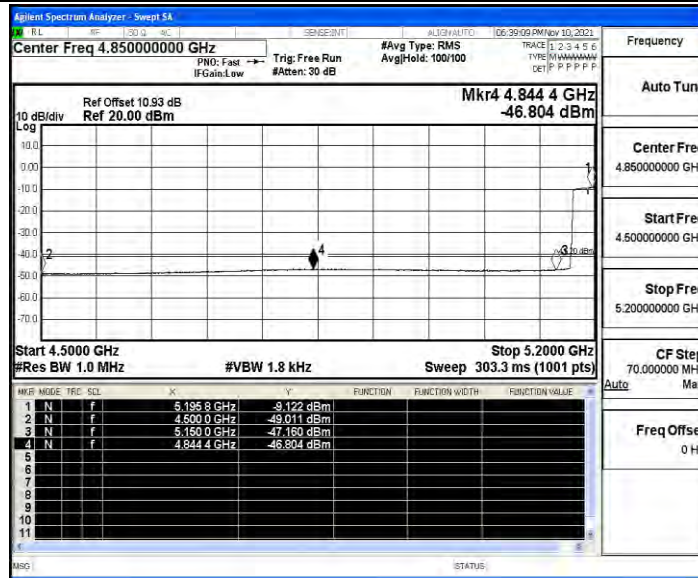 Agilent Spectrum Analyzer - Swept SA
RL RF 50 Ω AC SENSE:INT ALIGNAUTO 06:39:09 PM Nov 10, 2021
Center Freq 4.850000000 GHz
PNO: Fast
IFGain:Low
Trig: Free Run
#Atten: 30 dB
#Avg Type: RMS
Avg|Hold: 100/100
TRACE 1 2 3 4 5 6
TYPE M WWWWW
DET P P P P P P
Ref Offset 10.93 dB
Ref 20.00 dBm
10 dB/div
Log
Mkr4 4.844 4 GHz
-46.804 dBm
10.0
0.00
-10.0
-20.0
-30.0
-40.0
-50.0
-60.0
-70.0
1
2
3
4
Start 4.5000 GHz
Stop 5.2000 GHz
#Res BW 1.0 MHz
#VBW 1.8 kHz
Sweep 303.3 ms (1001 pts)
MKR MODE TRC SCL X Y FUNCTION FUNCTION WIDTH FUNCTION VALUE
1 N f 5.195 8 GHz -9.122 dBm
2 N f 4.500 0 GHz -49.011 dBm
3 N f 5.150 0 GHz -47.160 dBm
4 N f 4.844 4 GHz -46.804 dBm
5
6
7
8
9
10
11
MSG
STATUS
Frequency
Auto Tun
Center Fre
4.850000000 GH
Start Fre
4.500000000 GH
Stop Fre
5.200000000 GH
CF Ste
70.000000 MH
Auto Ma
Freq Offse
0 H